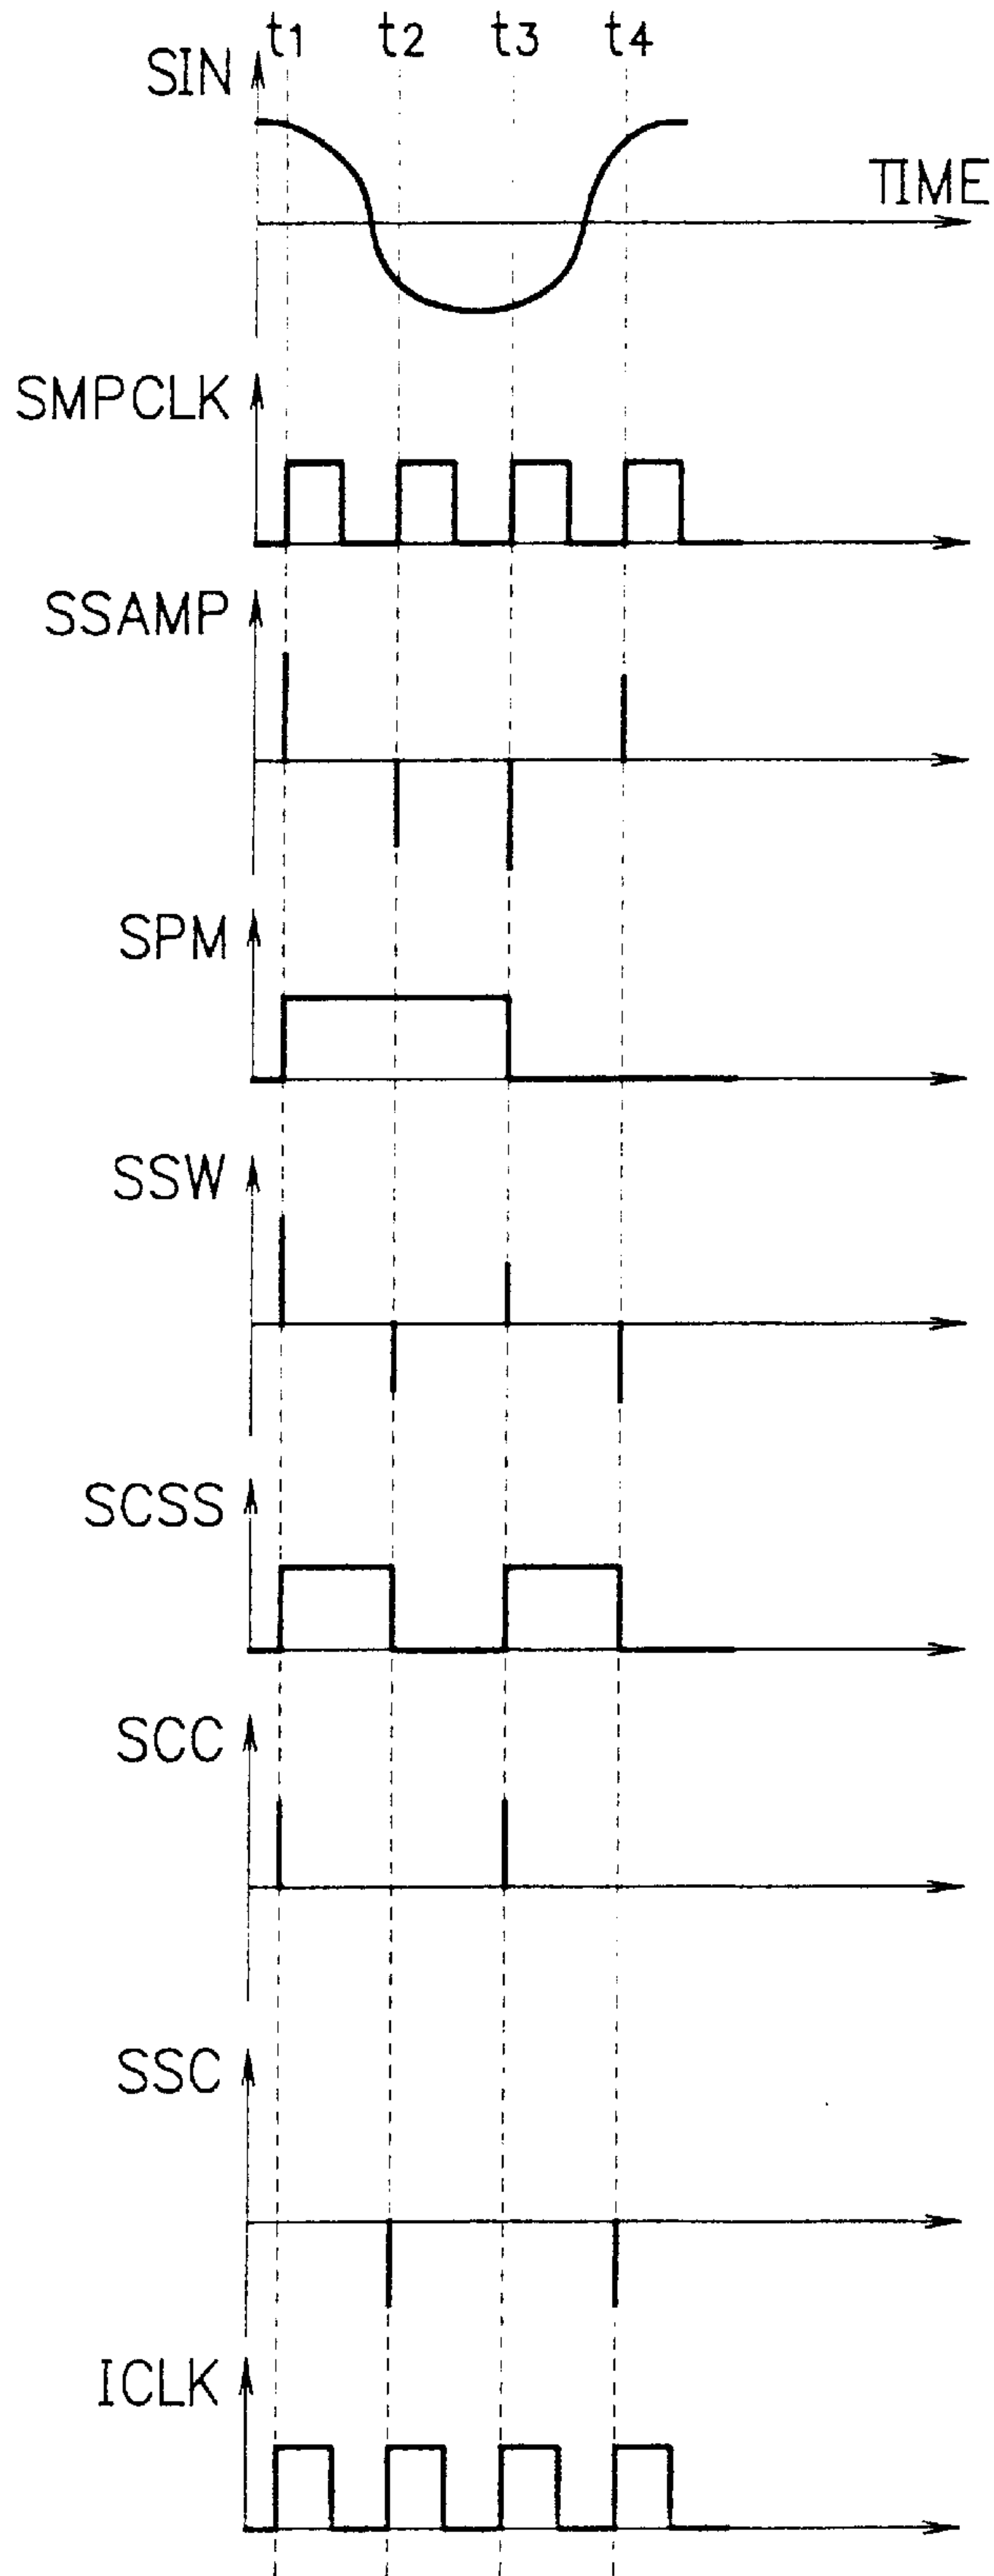 t1 t2 t3 t4
SIN
TIME
SMPCLK
SSAMP
SPM
SSW
SCSS
SCC
SSC
ICLK